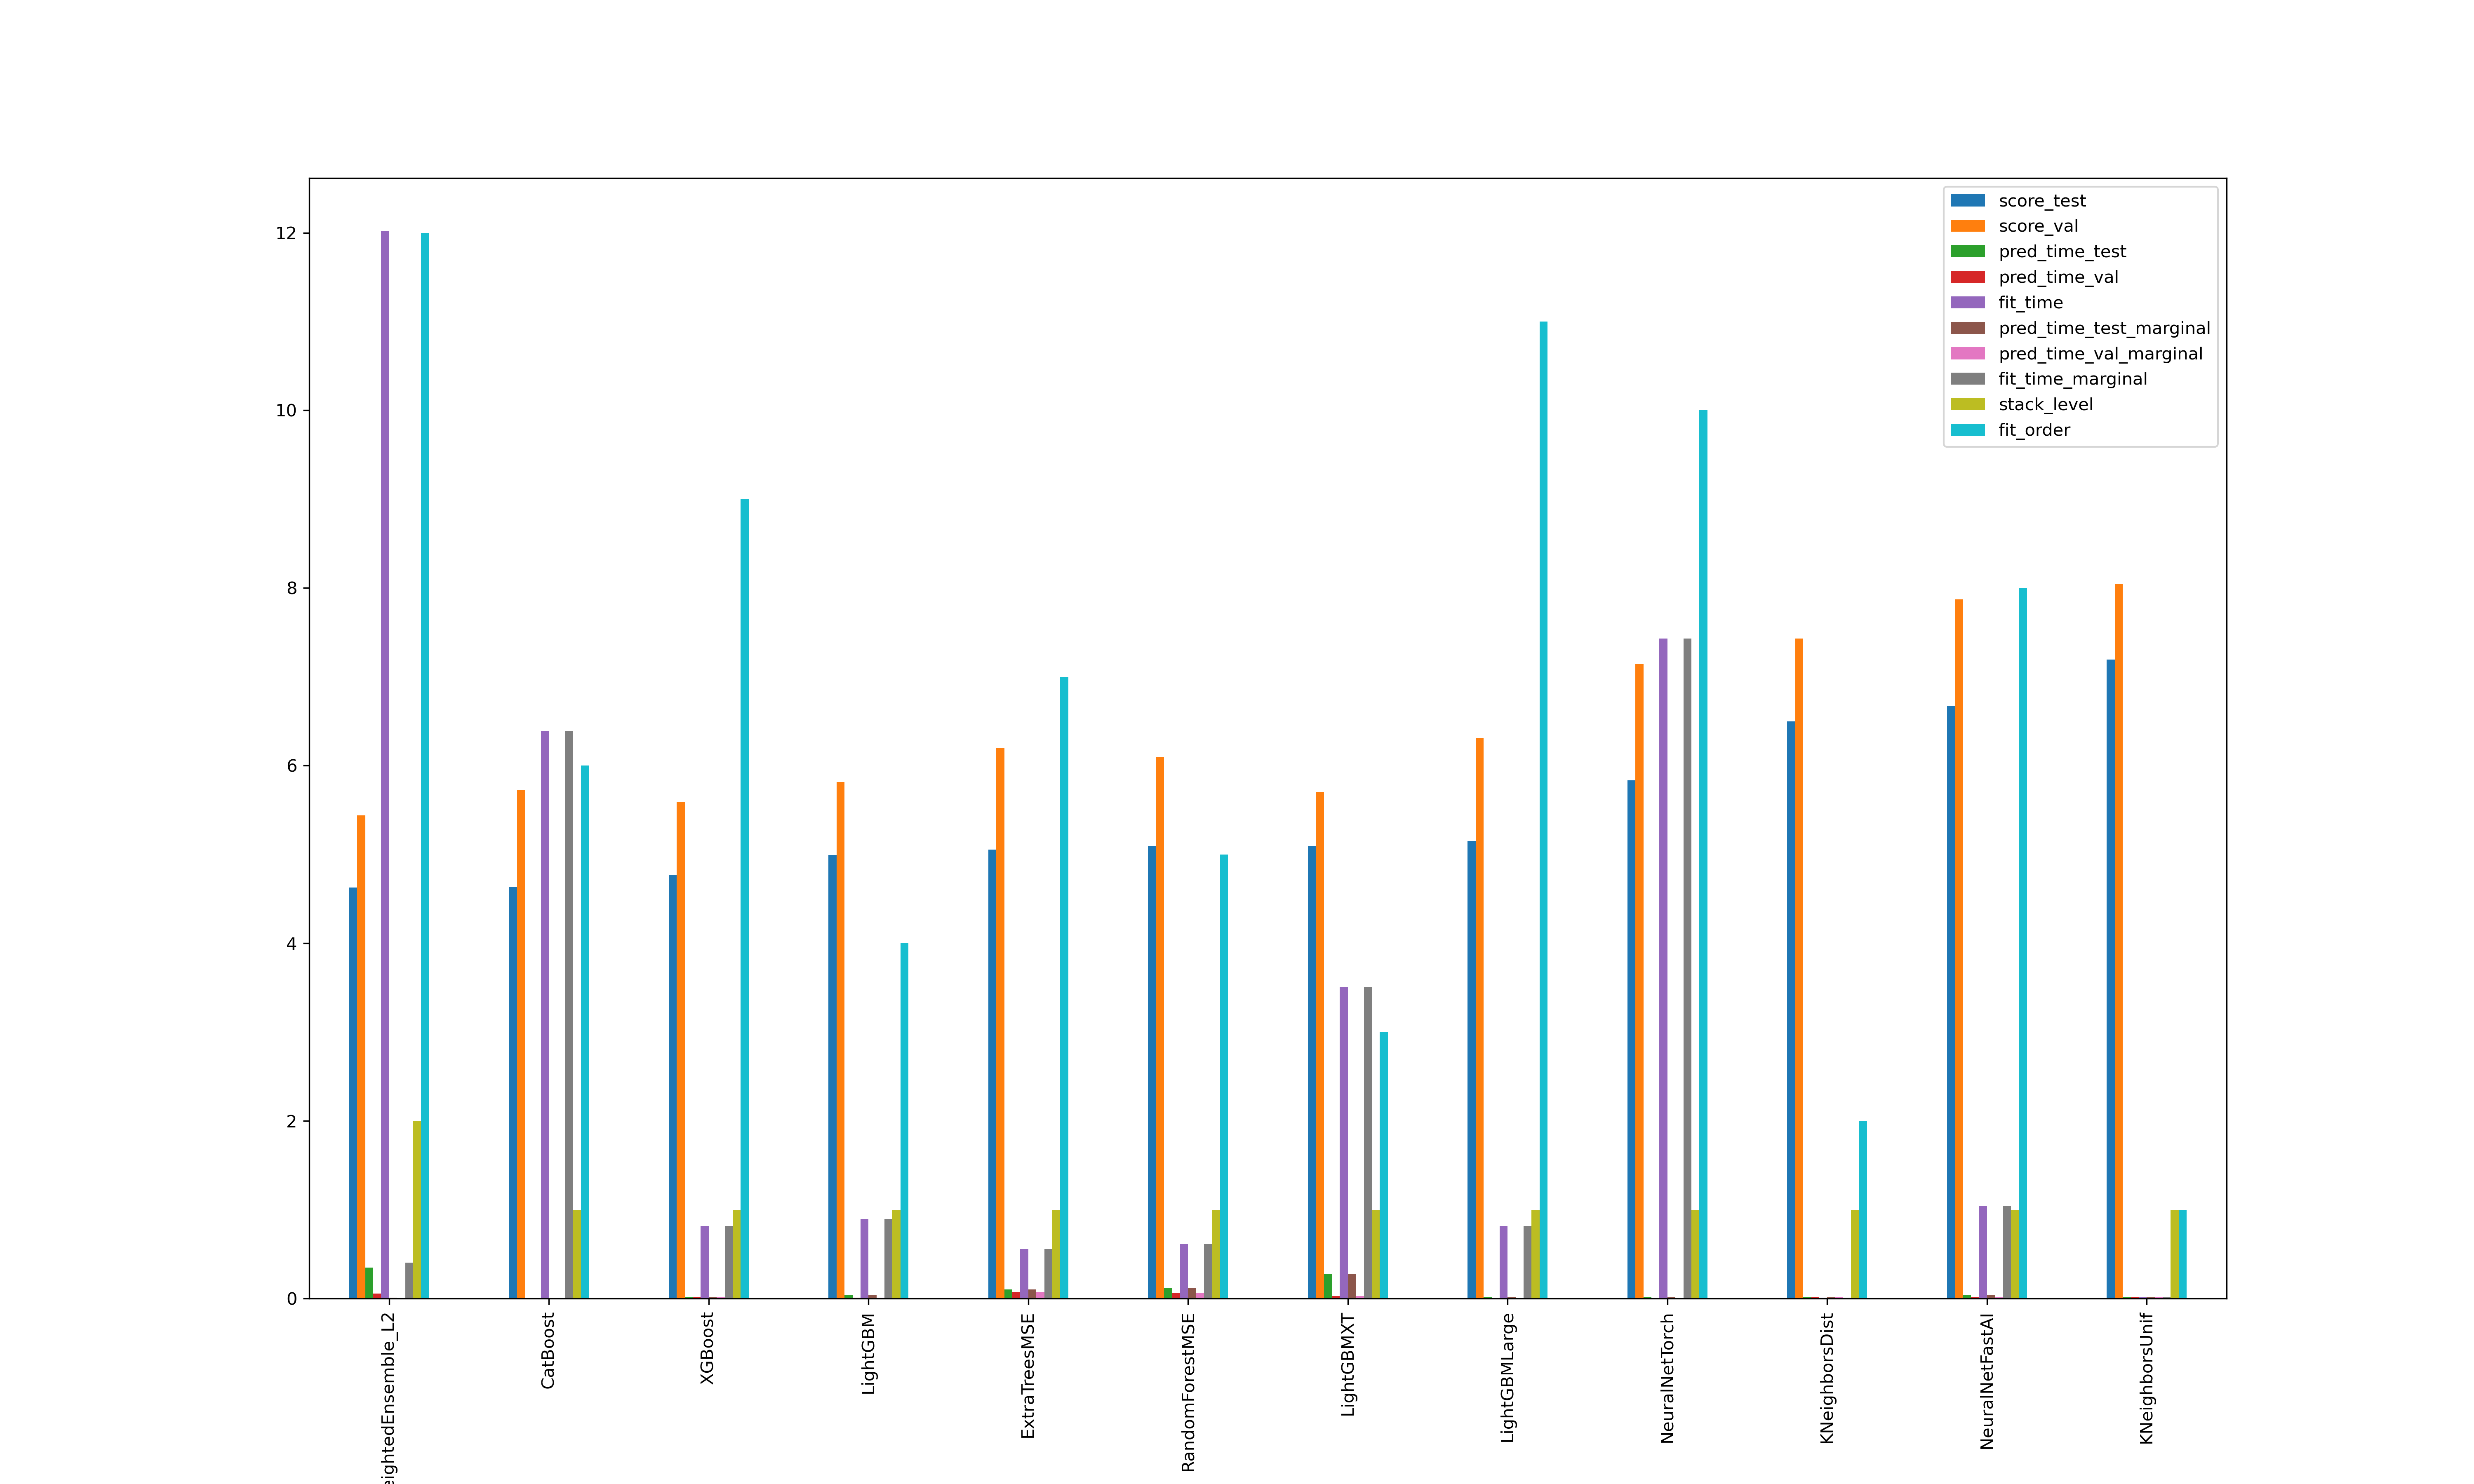 score_test
score_val
pred_time_test
pred_time_val
fit_time
pred_time_test_marginal
pred_time_val_marginal
fit_time_marginal
stack_level
fit_order
12
10
8
6
4
2
0
eightedEnsemble_L2
CatBoost
XGBoost
LightGBM
ExtraTreesMSE
RandomForestMSE
LightGBMXT
LightGBMLarge
NeuralNetTorch
KNeighborsDist
NeuralNetFastAI
KNeighborsUnif